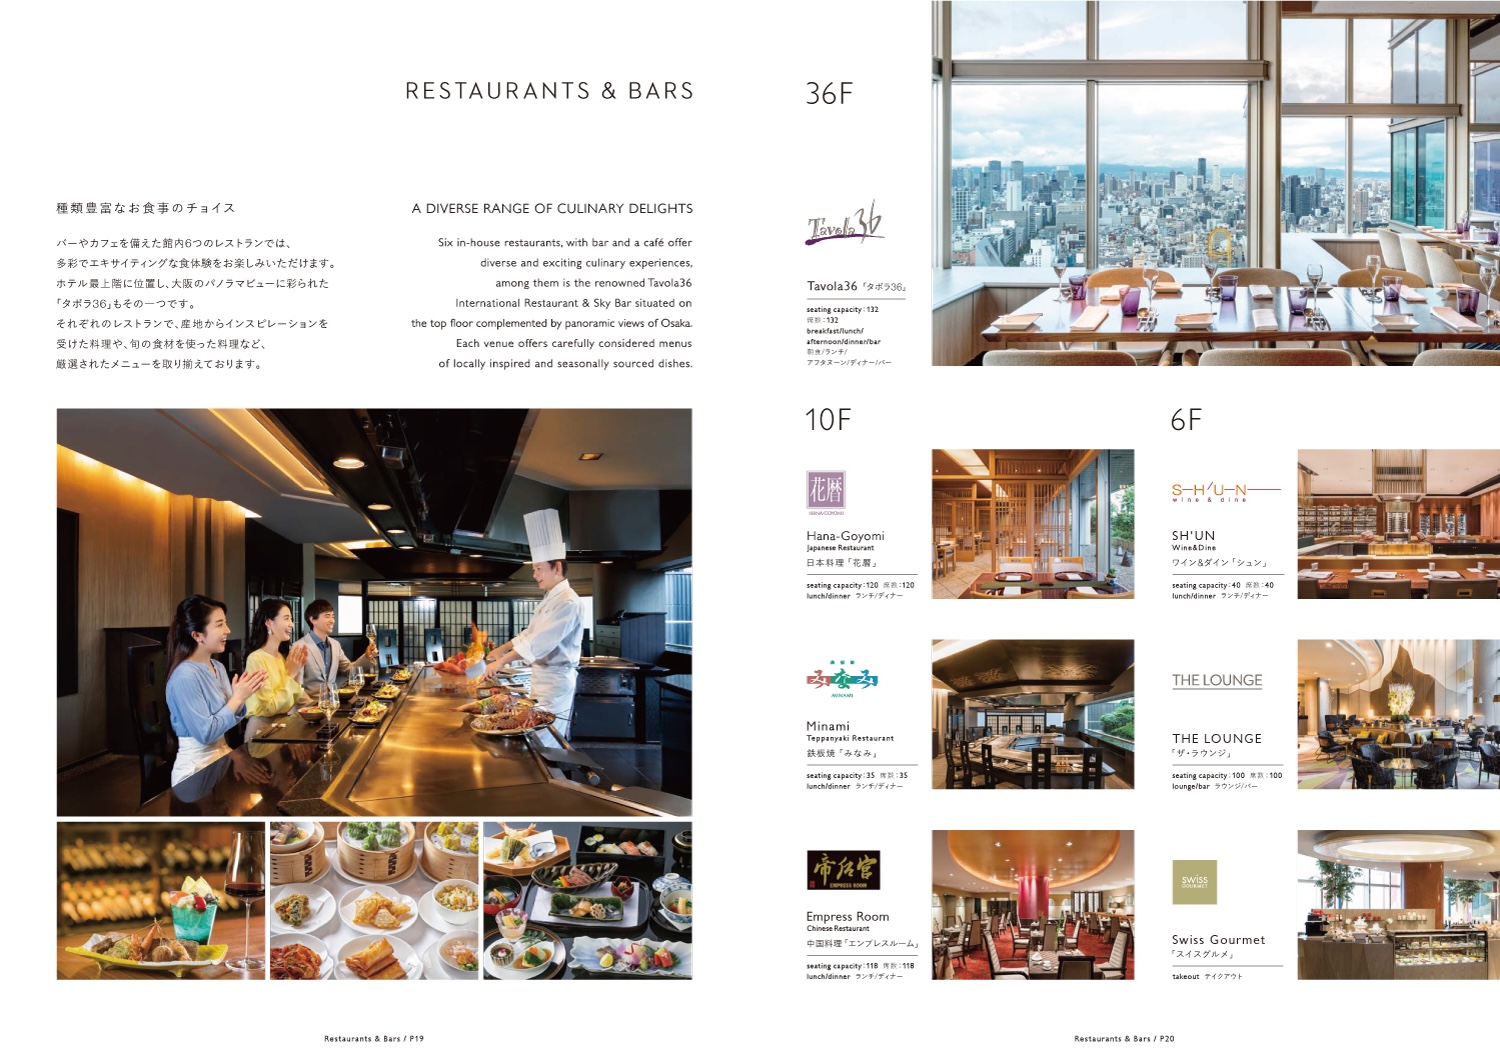 RESTAURANTS & BARS
種類豊富なお食事のチョイス
バーやカフェを備えた館内6つのレストランでは、
多彩でエキサイティングな食体験をお楽しみいただけます。
ホテル最上階に位置し、大阪のパノラマビューに彩られた
「タボラ36」もその一つです。
それぞれのレストランで、産地からインスピレーションを
受けた料理や、旬の食材を使った料理など、
厳選されたメニューを取り揃えております。
A DIVERSE RANGE OF CULINARY DELIGHTS
Six in-house restaurants, with bar and a café offer
diverse and exciting culinary experiences,
among them is the renowned Tavola36
International Restaurant & Sky Bar situated on
the top floor complemented by panoramic views of Osaka.
Each venue offers carefully considered menus
of locally inspired and seasonally sourced dishes.
Restaurants & Bars / P19
36F
Tavola36
Tavola36 「タボラ36」
seating capacity:132
席数:132
breakfast/lunch/
afternoon/dinner/bar
朝食/ランチ/
アフタヌーン/ディナー/バー
10F
花暦
HANA-GOYOMI
Hana-Goyomi
Japanese Restaurant
日本料理「花暦」
seating capacity:120 席数:120
lunch/dinner ランチ/ディナー
みなみ
MINAMI
Minami
Teppanyaki Restaurant
鉄板焼「みなみ」
seating capacity:35 席数:35
lunch/dinner ランチ/ディナー
EMPRESS ROOM
Empress Room
Chinese Restaurant
中国料理「エンプレスルーム」
seating capacity:118 席数:118
lunch/dinner ランチ/ディナー
6F
SH'UN
wine & dine
SH'UN
Wine&Dine
ワイン&ダイン「シュン」
seating capacity:40 席数:40
lunch/dinner ランチ/ディナー
THE LOUNGE
THE LOUNGE
「ザ・ラウンジ」
seating capacity:100 席数:100
lounge/bar ラウンジ/バー
swiss
GOURMET
Swiss Gourmet
「スイスグルメ」
takeout テイクアウト
Restaurants & Bars / P20